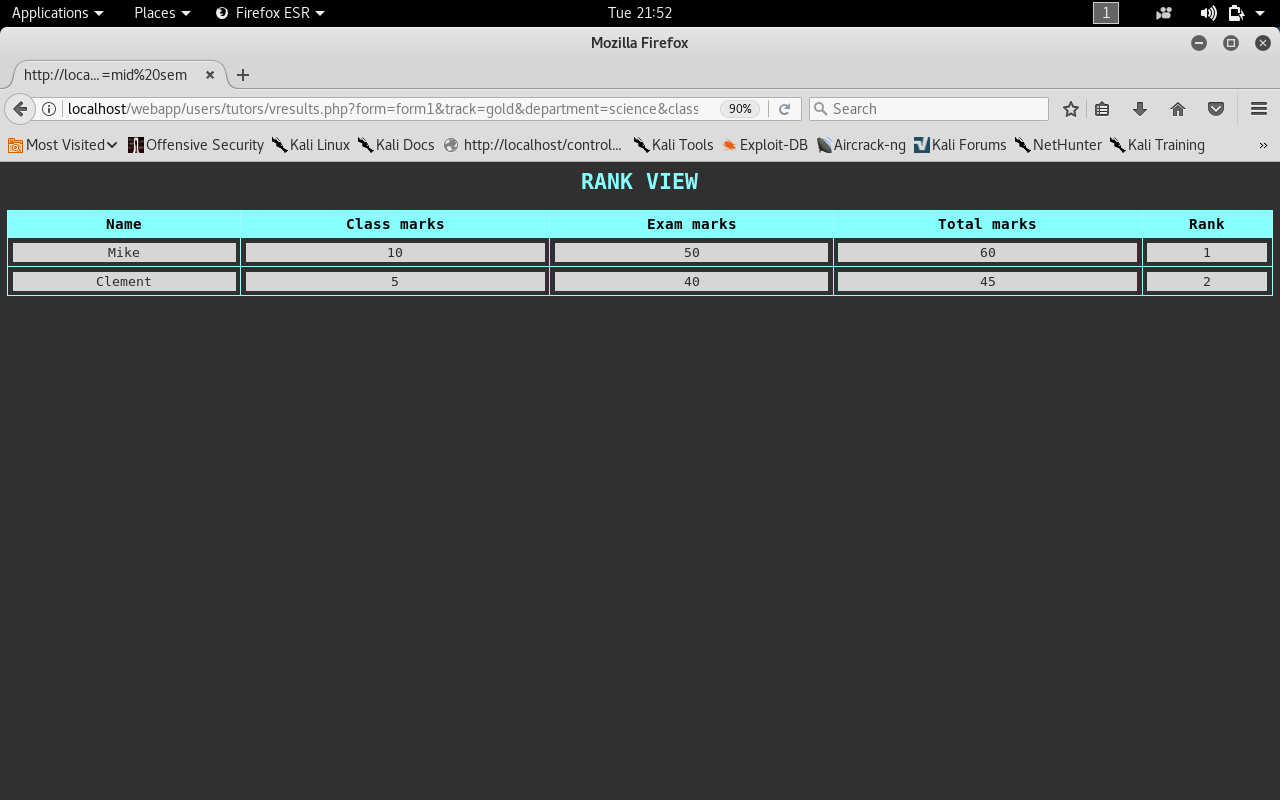 Applications Places Firefox ESR Tue 21:52 1
Mozilla Firefox
http://loca...=mid%20sem
localhost/webapp/users/tutors/vresults.php?form=form1&track=gold&department=science&class 90% Search
Most Visited Offensive Security Kali Linux Kali Docs http://localhost/control... Kali Tools Exploit-DB Aircrack-ng Kali Forums NetHunter Kali Training »
RANK VIEW
Name Class marks Exam marks Total marks Rank
Mike 10 50 60 1
Clement 5 40 45 2